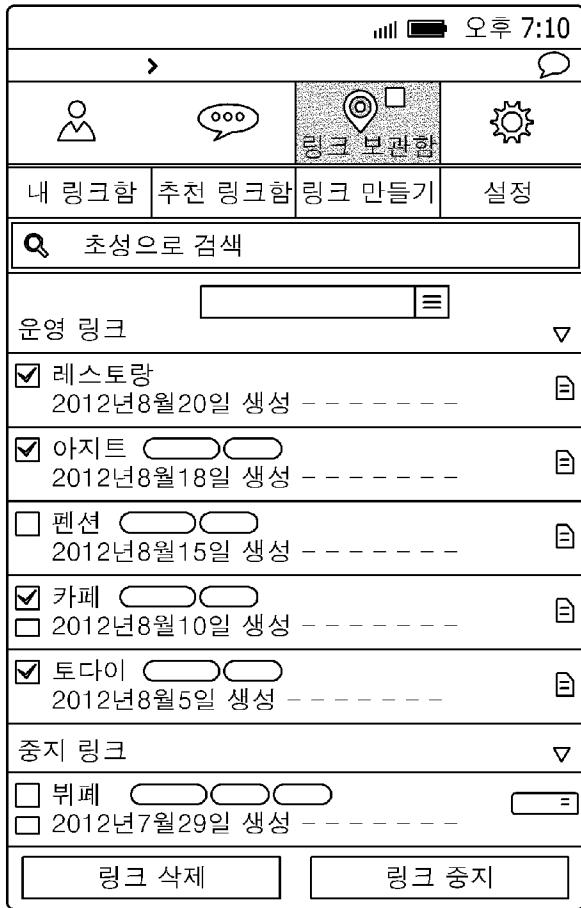 오후 7:10
링크 보관함
내 링크함 추천 링크함 링크 만들기 설정
초성으로 검색
운영 링크
레스토랑
2012년8월20일 생성
아지트
2012년8월18일 생성
펜션
2012년8월15일 생성
카페
2012년8월10일 생성
토다이
2012년8월5일 생성
중지 링크
뷔페
2012년7월29일 생성
링크 삭제 링크 중지